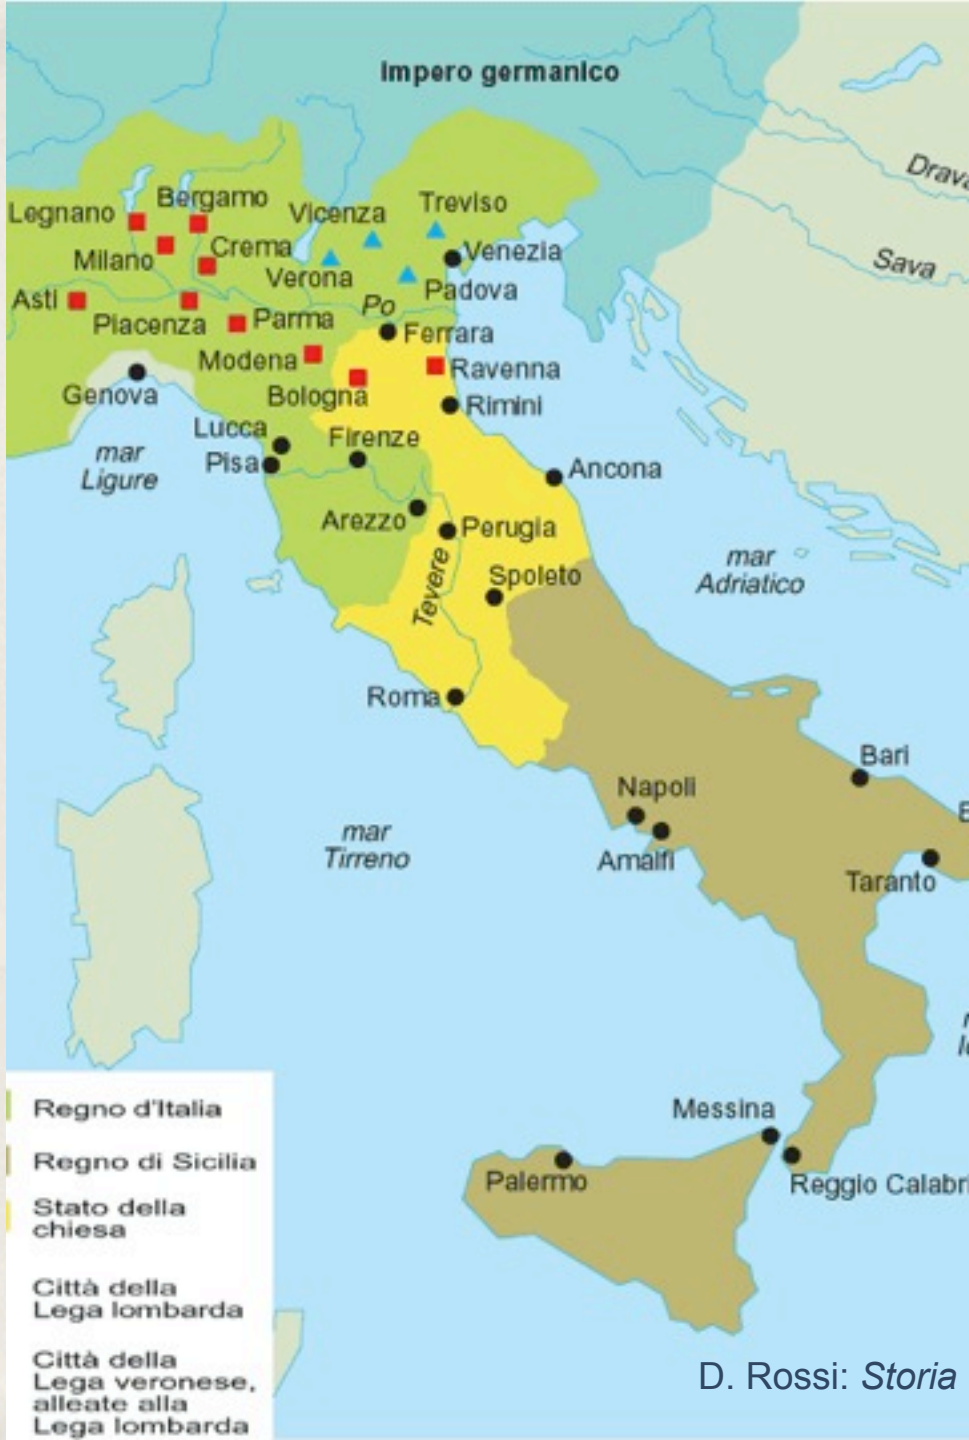 Impero germanico
Drava
Sava
Legnano
Bergamo
Vicenza
Treviso
Milano
Crema
Verona
Venezia
Padova
Asti
Piacenza
Parma
Po
Ferrara
Modena
Ravenna
Genova
Bologna
Rimini
Lucca
Firenze
Pisa
mar
Ligure
Ancona
Arezzo
Perugia
mar
Adriatico
Tevere
Spoleto
Roma
Bari
Napoli
mar
Tirreno
Amalfi
Taranto
Messina
Reggio Calabri
Palermo
Regno d'Italia
Regno di Sicilia
Stato della
chiesa
Città della
Lega lombarda
Città della
Lega veronese,
alleate alla
Lega lombarda
D. Rossi: Storia